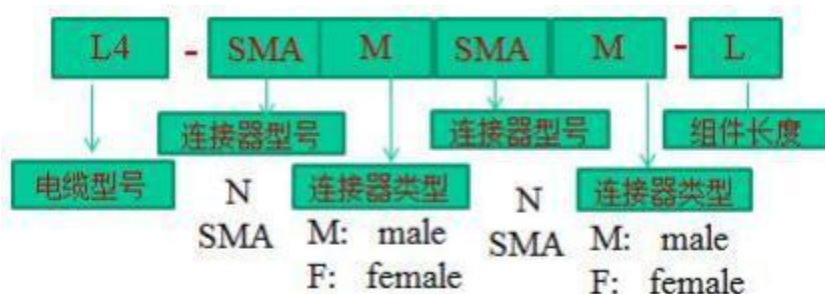 L4 - SMA M SMA M - L
连接器型号 连接器型号 组件长度
电缆型号 连接器类型 连接器类型
N N
SMA M: male SMA M: male
F: female F: female